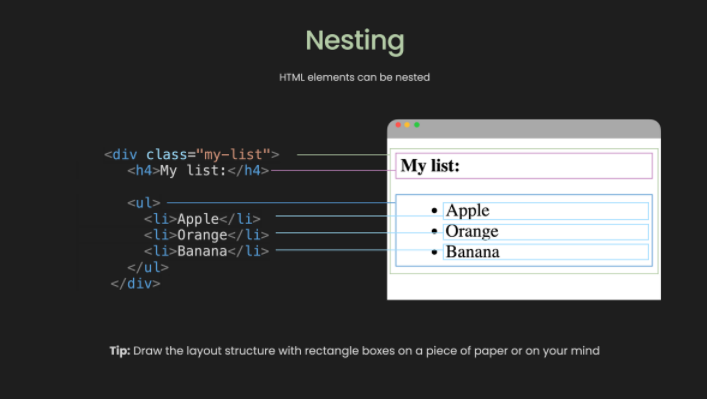 Nesting
HTML elements can be nested
<div class="my-list">
<h4>My list:</h4>
<ul>
<li>Apple</li>
<li>Orange</li>
<li>Banana</li>
</ul>
</div>
My list:
• Apple
• Orange
• Banana
Tip: Draw the layout structure with rectangle boxes on a piece of paper or on your mind